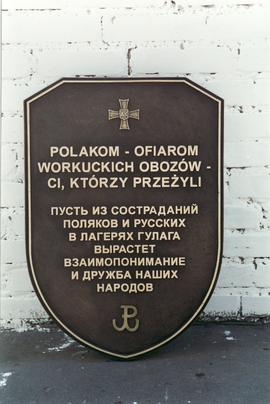 POLAKOM - OFIAROM
WORKUCKICH OBOZÓW -
CI, KTÓRZY PRZEŻYLI
ПУСТЬ ИЗ СОСТРАДАНИЙ
ПОЛЯКОВ И РУССКИХ
В ЛАГЕРЯХ ГУЛАГА
ВЫРАСТЕТ
ВЗАИМОПОНИМАНИЕ
И ДРУЖБА НАШИХ
НАРОДОВ